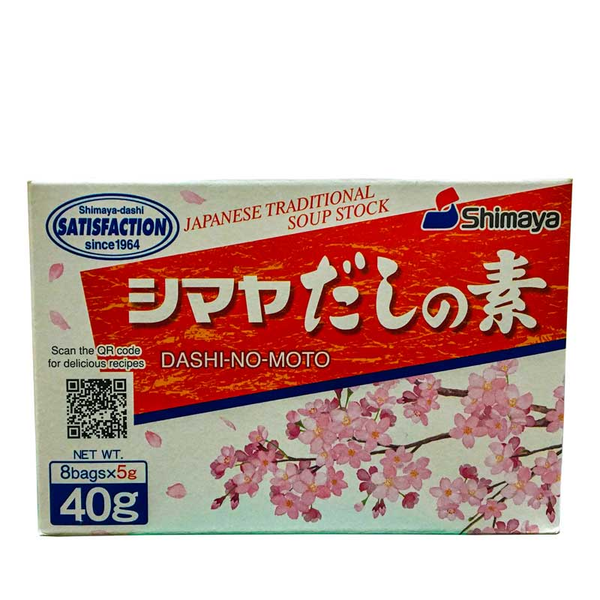 Shimaya-dashi
SATISFACTION
since1964
JAPANESE TRADITIONAL
SOUP STOCK
Shimaya
シマヤだしの素
DASHI-NO-MOTO
Scan the QR code
for delicious recipes
NET WT.
8bags×5g
40g